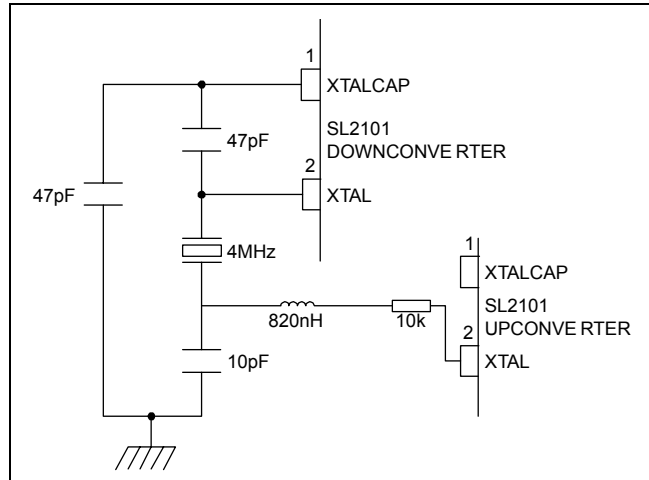 1
XTALCAP
47pF
SL2101
DOWNCONVE RTER
2
XTAL
47pF
4MHz
1
XTALCAP
SL2101
UPCONVE RTER
820nH
10k
2
XTAL
10pF